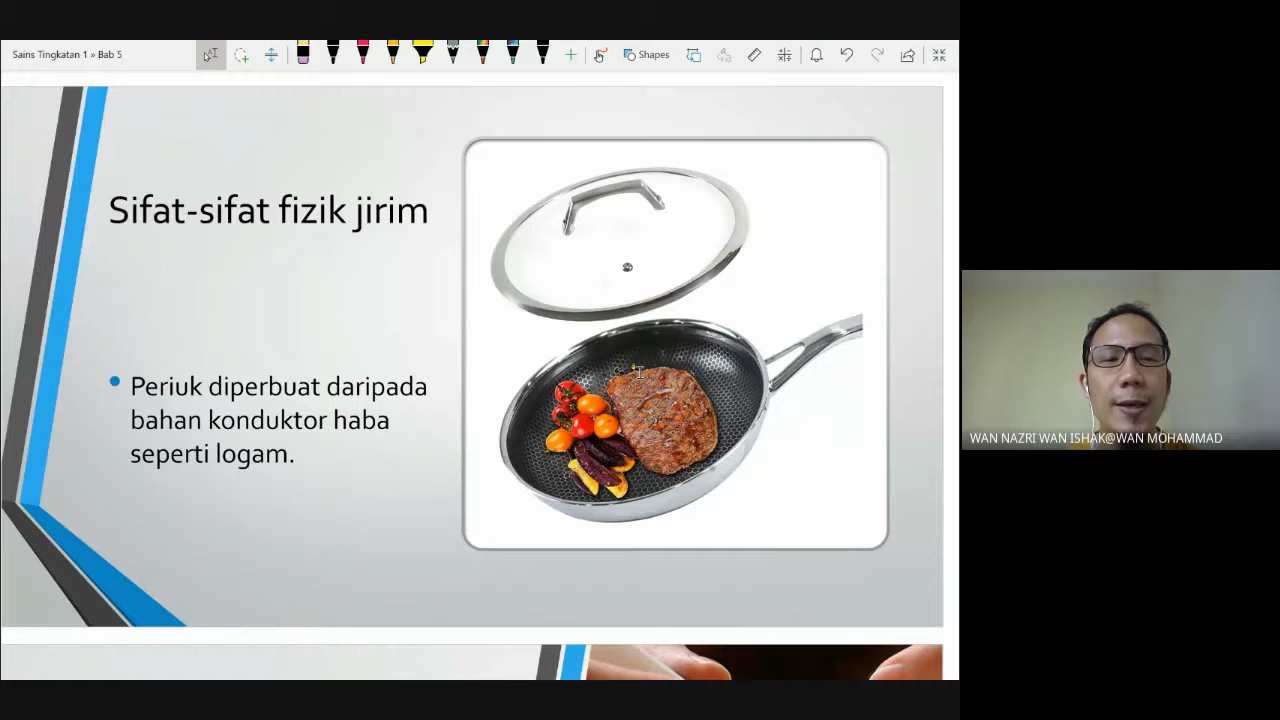 Sains Tingkatan 1 » Bab 5
Shapes
Sifat-sifat fizik jirim
• Periuk diperbuat daripada
bahan konduktor haba
seperti logam.
WAN NAZRI WAN ISHAK@WAN MOHAMMAD